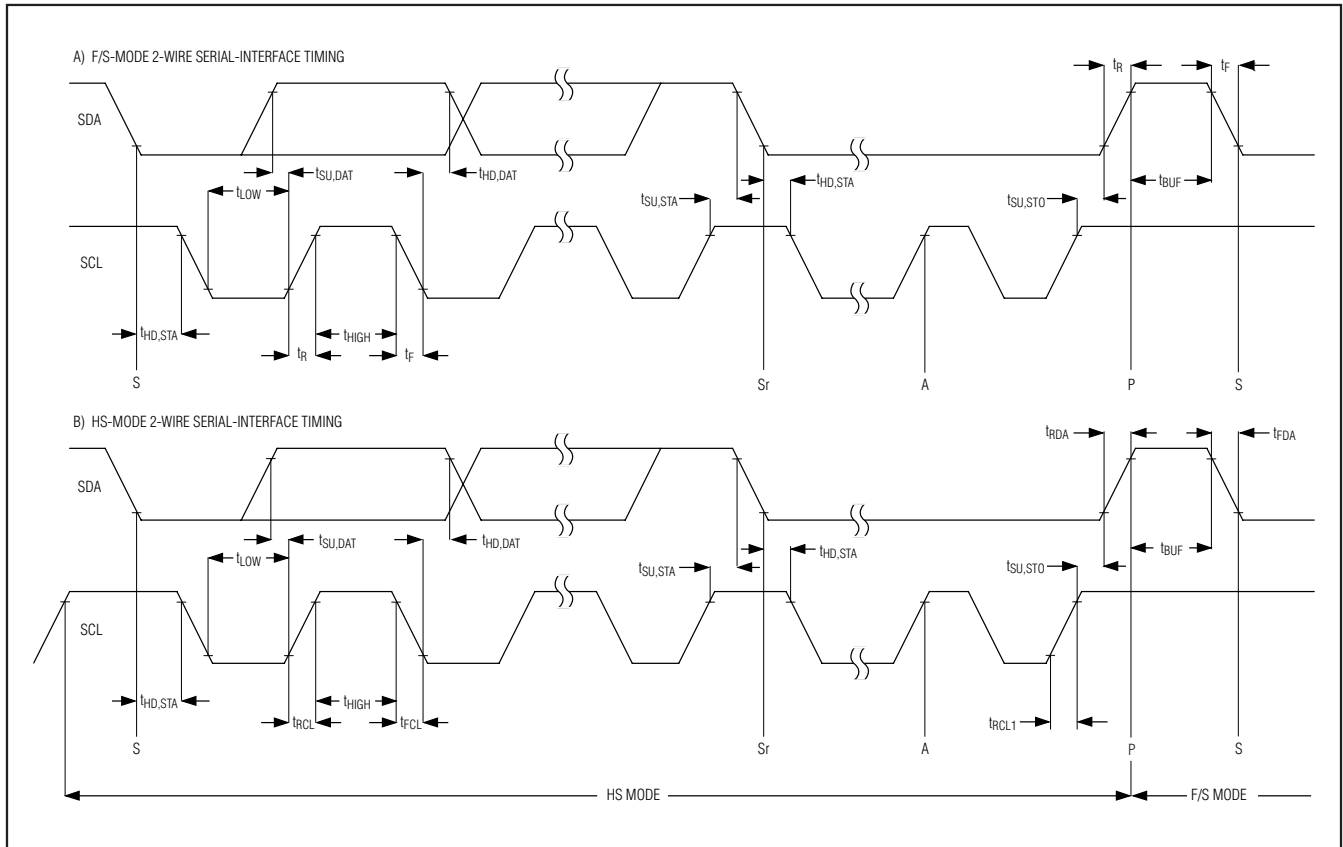 A) F/S-MODE 2-WIRE SERIAL-INTERFACE TIMING
tR
tF
SDA
tSU,DAT
tHD,DAT
tLOW
tSU,STA
tHD,STA
tSU,STO
tBUF
SCL
tHD,STA
tR
tHIGH
tF
S
Sr
A
P
S
B) HS-MODE 2-WIRE SERIAL-INTERFACE TIMING
tRDA
tFDA
SDA
tSU,DAT
tHD,DAT
tLOW
tSU,STA
tHD,STA
tSU,STO
tBUF
SCL
tHD,STA
tRCL
tHIGH
tFCL
tRCL1
S
Sr
A
P
S
HS MODE
F/S MODE